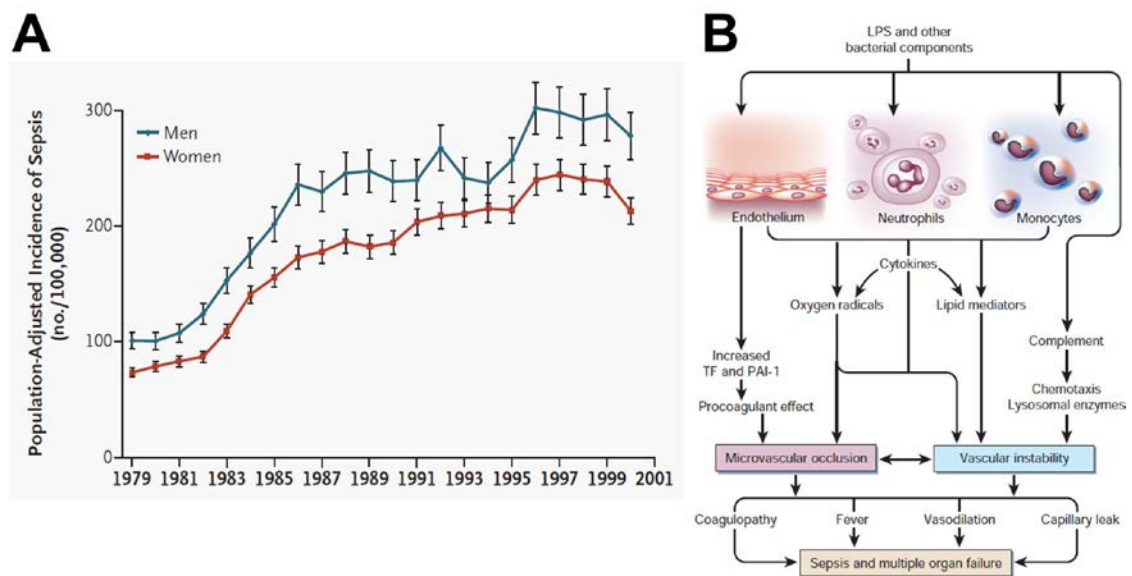 A
Population-Adjusted Incidence of Sepsis
(no./100,000)
300
200
100
0
Men
Women
1979 1981 1983 1985 1987 1989 1991 1993 1995 1997 1999 2001
B
LPS and other
bacterial components
Endothelium
Neutrophils
Monocytes
Cytokines
Oxygen radicals
Lipid mediators
Increased
TF and PAI-1
Complement
Procoagulant effect
Chemotaxis
Lysosomal enzymes
Microvascular occlusion
Vascular instability
Coagulopathy
Fever
Vasodilation
Capillary leak
Sepsis and multiple organ failure